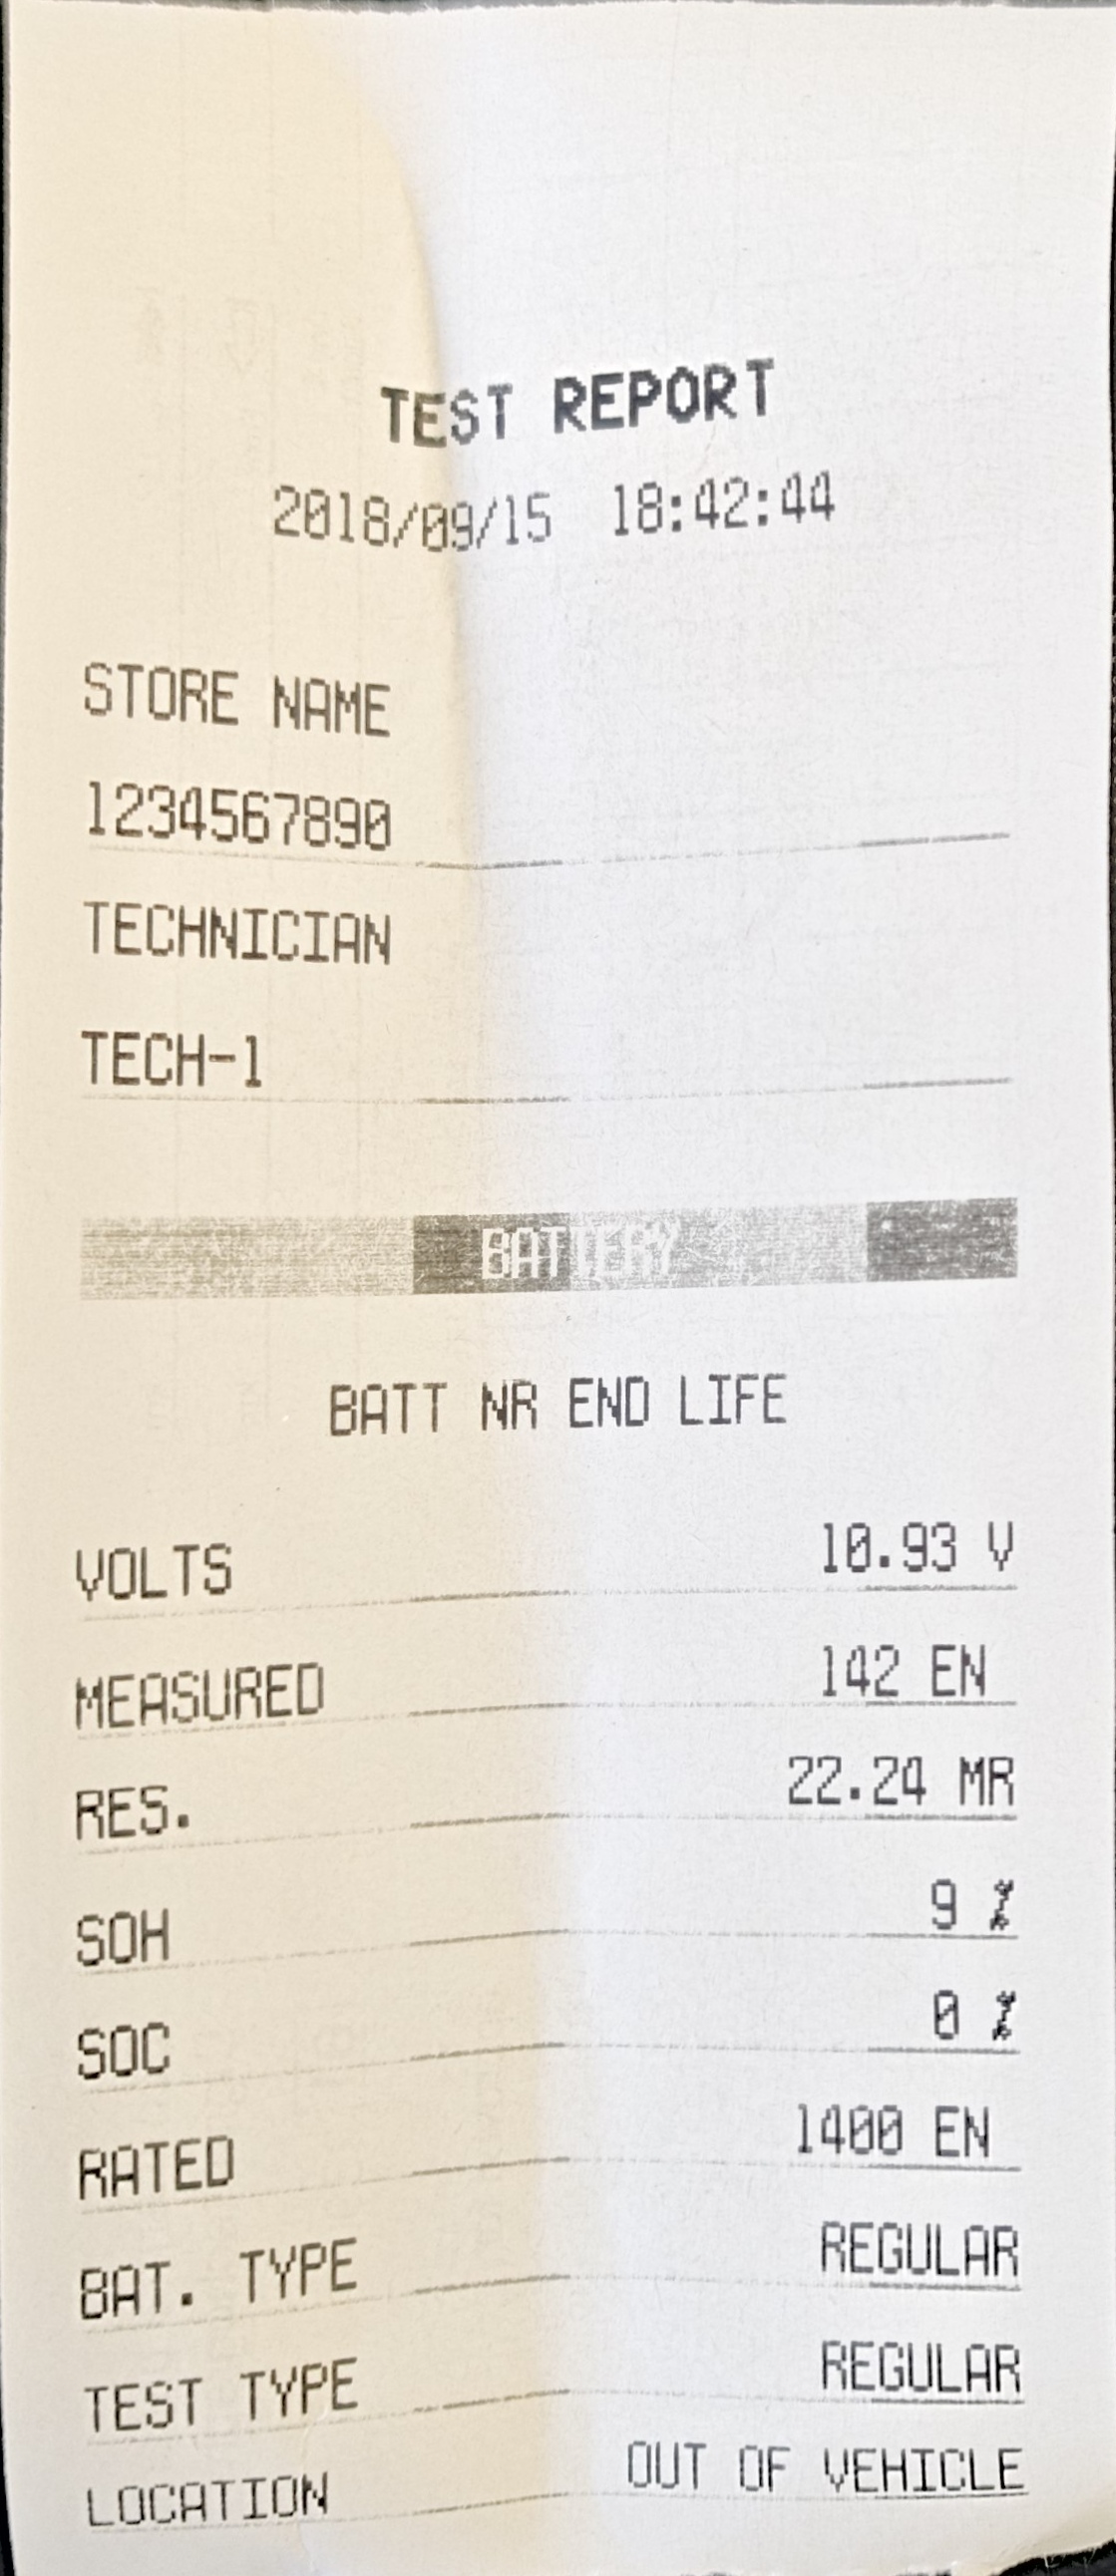 TEST REPORT
2018/09/15 18:42:44
STORE NAME
1234567890
TECHNICIAN
TECH-1
BATTERY
BATT NR END LIFE
VOLTS 10.93 V
MEASURED 142 EN
RES. 22.24 MR
SOH 9 %
SOC 0 %
RATED 1400 EN
BAT. TYPE REGULAR
TEST TYPE REGULAR
LOCATION OUT OF VEHICLE